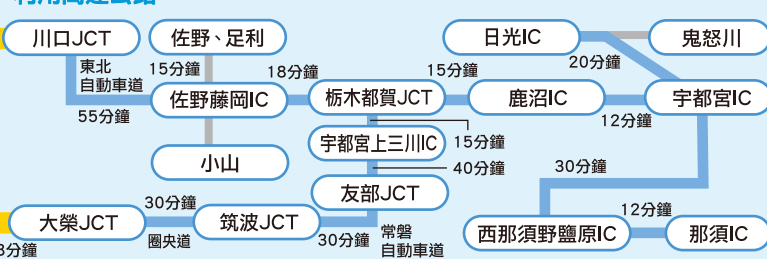 川口JCT
佐野、足利
日光IC
鬼怒川
東北
自動車道
15分鐘
18分鐘
15分鐘
20分鐘
55分鐘
佐野藤岡IC
栃木都賀JCT
鹿沼IC
宇都宮IC
12分鐘
宇都宮上三川IC
15分鐘
小山
40分鐘
30分鐘
友部JCT
大榮JCT
30分鐘
圏央道
筑波JCT
30分鐘
常磐
自動車道
西那須野鹽原IC
12分鐘
那須IC